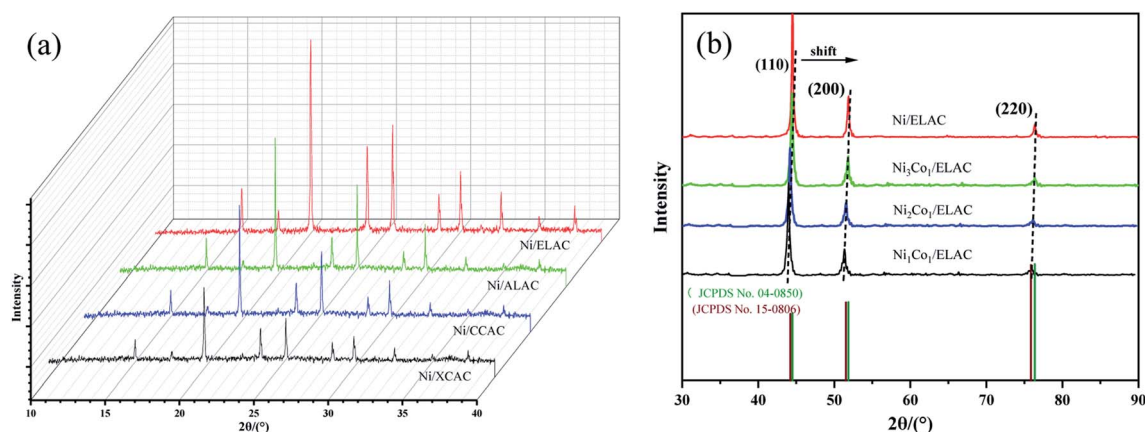 (a)
Ni/ELAC
Ni/ALAC
Ni/CCAC
Ni/XCAC
Intensity
10 15 20 25 30 35 40
2θ/(°)
(b)
(110)
shift
(200)
(220)
Ni/ELAC
Ni₃Co₁/ELAC
Ni₂Co₁/ELAC
Ni₁Co₁/ELAC
( JCPDS No. 04-0850)
(JCPDS No. 15-0806)
Intensity
30 40 50 60 70 80 90
2θ/(°)